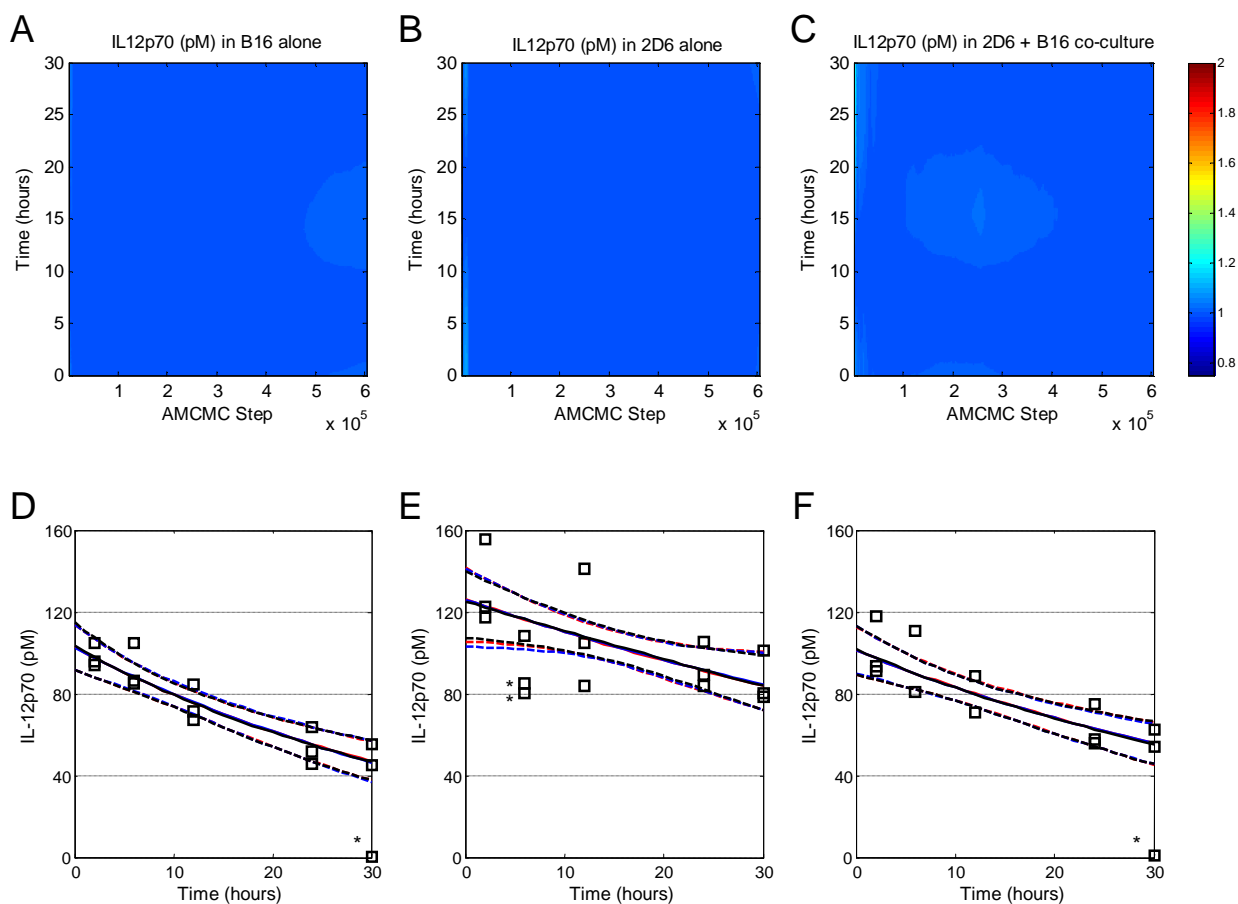 A
IL12p70 (pM) in B16 alone
30
25
20
15
10
5
0
Time (hours)
1 2 3 4 5 6
AMCMC Step
x 10^5
B
IL12p70 (pM) in 2D6 alone
30
25
20
15
10
5
0
1 2 3 4 5 6
AMCMC Step
x 10^5
C
IL12p70 (pM) in 2D6 + B16 co-culture
30
25
20
15
10
5
0
Time (hours)
1 2 3 4 5 6
AMCMC Step
x 10^5
2
1.8
1.6
1.4
1.2
1
0.8
D
160
120
80
40
0
IL-12p70 (pM)
*
0 10 20 30
Time (hours)
E
160
120
80
40
0
IL-12p70 (pM)
*
*
0 10 20 30
Time (hours)
F
160
120
80
40
0
IL-12p70 (pM)
*
0 10 20 30
Time (hours)